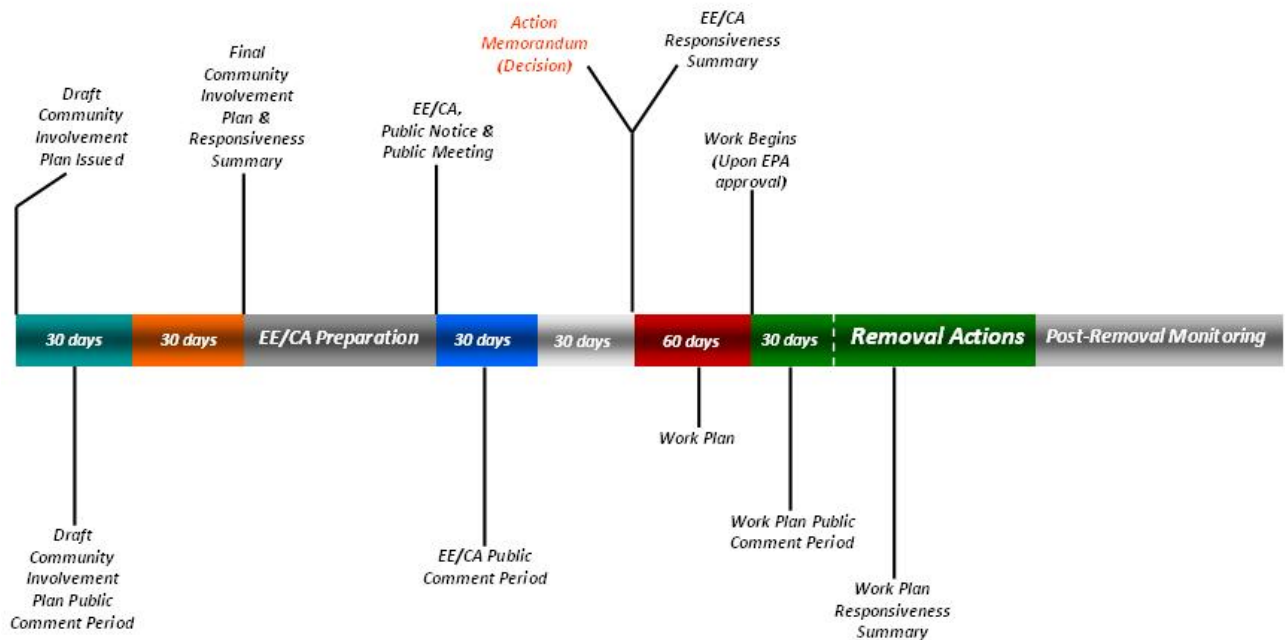 Draft
Community
Involvement
Plan Issued
Final
Community
Involvement
Plan &
Responsiveness
Summary
EE/CA,
Public Notice &
Public Meeting
Action
Memorandum
(Decision)
EE/CA
Responsiveness
Summary
Work Begins
(Upon EPA
approval)
30 days
30 days
EE/CA Preparation
30 days
30 days
60 days
30 days
Removal Actions
Post-Removal Monitoring
Draft
Community
Involvement
Plan Public
Comment Period
EE/CA Public
Comment Period
Work Plan
Work Plan Public
Comment Period
Work Plan
Responsiveness
Summary